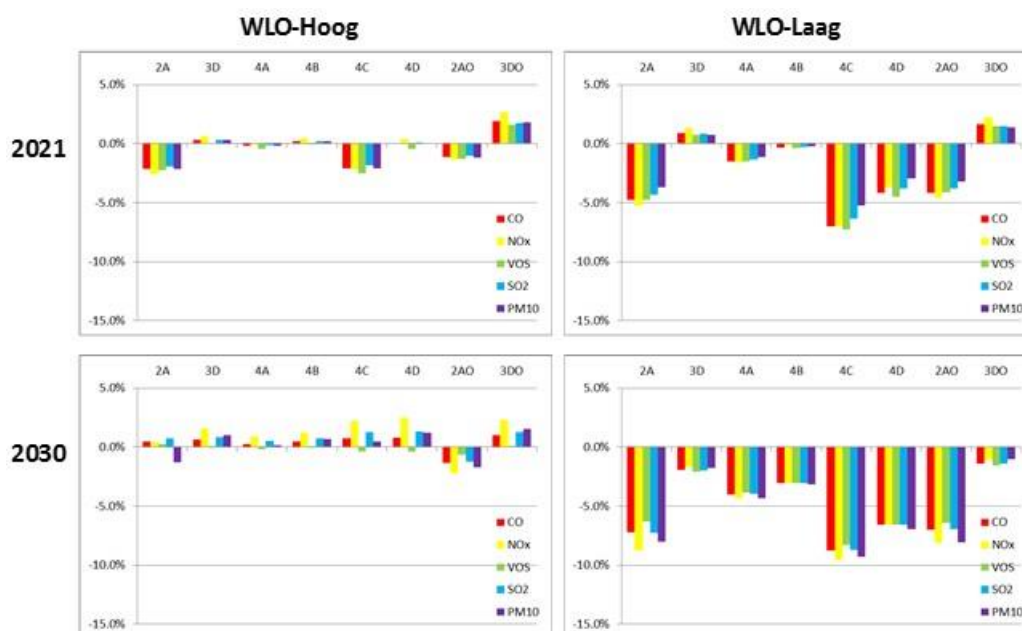 WLO-Hoog WLO-Laag
2021
2A 3D 4A 4B 4C 4D 2AO 3DO
5.0%
0.0%
-5.0%
-10.0%
-15.0%
CO
NOx
VOS
SO2
PM10
2A 3D 4A 4B 4C 4D 2AO 3DO
5.0%
0.0%
-5.0%
-10.0%
-15.0%
CO
NOx
VOS
SO2
PM10
2030
2A 3D 4A 4B 4C 4D 2AO 3DO
5.0%
0.0%
-5.0%
-10.0%
-15.0%
CO
NOx
VOS
SO2
PM10
2A 3D 4A 4B 4C 4D 2AO 3DO
5.0%
0.0%
-5.0%
-10.0%
-15.0%
CO
NOx
VOS
SO2
PM10